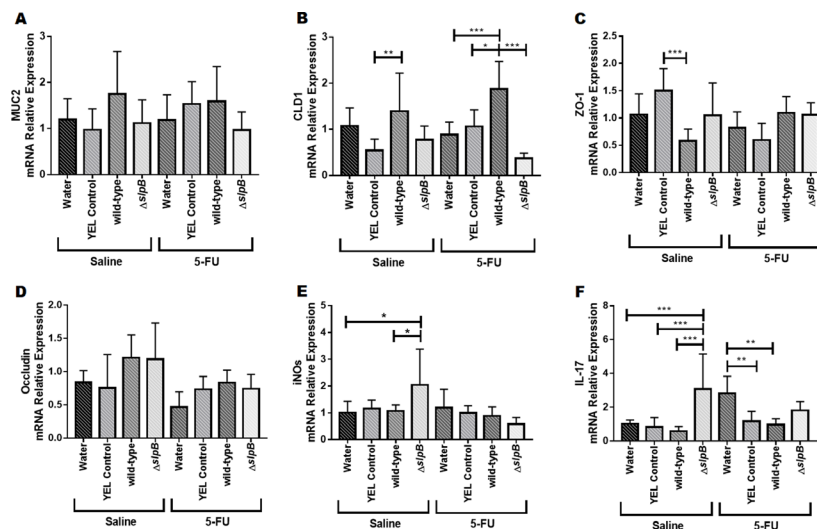 A
MUC2
mRNA Relative Expression
3
2
1
0
Water
YEL Control
wild-type
ΔslpB
Water
YEL Control
wild-type
ΔslpB
Saline
5-FU
B
CLD1
mRNA Relative Expression
3
2
1
0
***
**
*
***
Water
YEL Control
wild-type
ΔslpB
Water
YEL Control
wild-type
ΔslpB
Saline
5-FU
C
ZO-1
mRNA Relative Expression
2.5
2.0
1.5
1.0
0.5
0.0
***
Water
YEL Control
wild-type
ΔslpB
Water
YEL Control
wild-type
ΔslpB
Saline
5-FU
D
Occludin
mRNA Relative Expression
2.0
1.5
1.0
0.5
0.0
Water
YEL Control
wild-type
ΔslpB
Water
YEL Control
wild-type
ΔslpB
Saline
5-FU
E
iNOs
mRNA Relative Expression
5
4
3
2
1
0
*
*
Water
YEL Control
wild-type
ΔslpB
Water
YEL Control
wild-type
ΔslpB
Saline
5-FU
F
IL-17
mRNA Relative Expression
8
6
4
2
0
***
***
***
**
**
Water
YEL Control
wild-type
ΔslpB
Water
YEL Control
wild-type
ΔslpB
Saline
5-FU